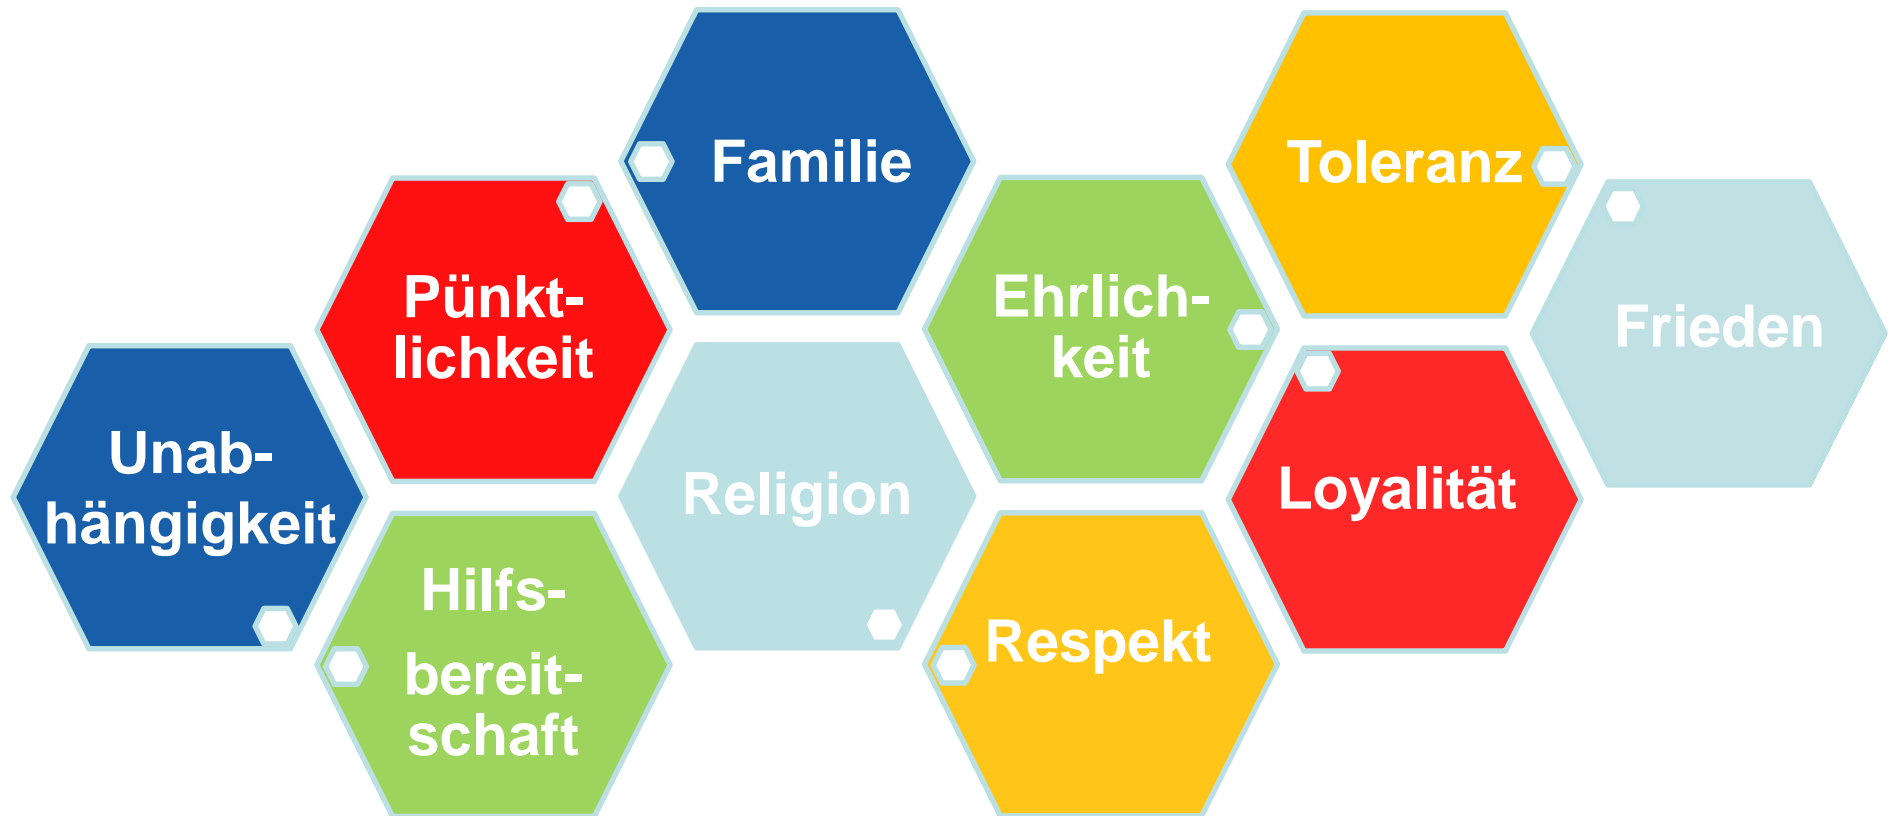 Familie
Toleranz
Pünkt-
lichkeit
Ehrlich-
keit
Frieden
Unab-
hängigkeit
Religion
Loyalität
Hilfs-
bereit-
schaft
Respekt